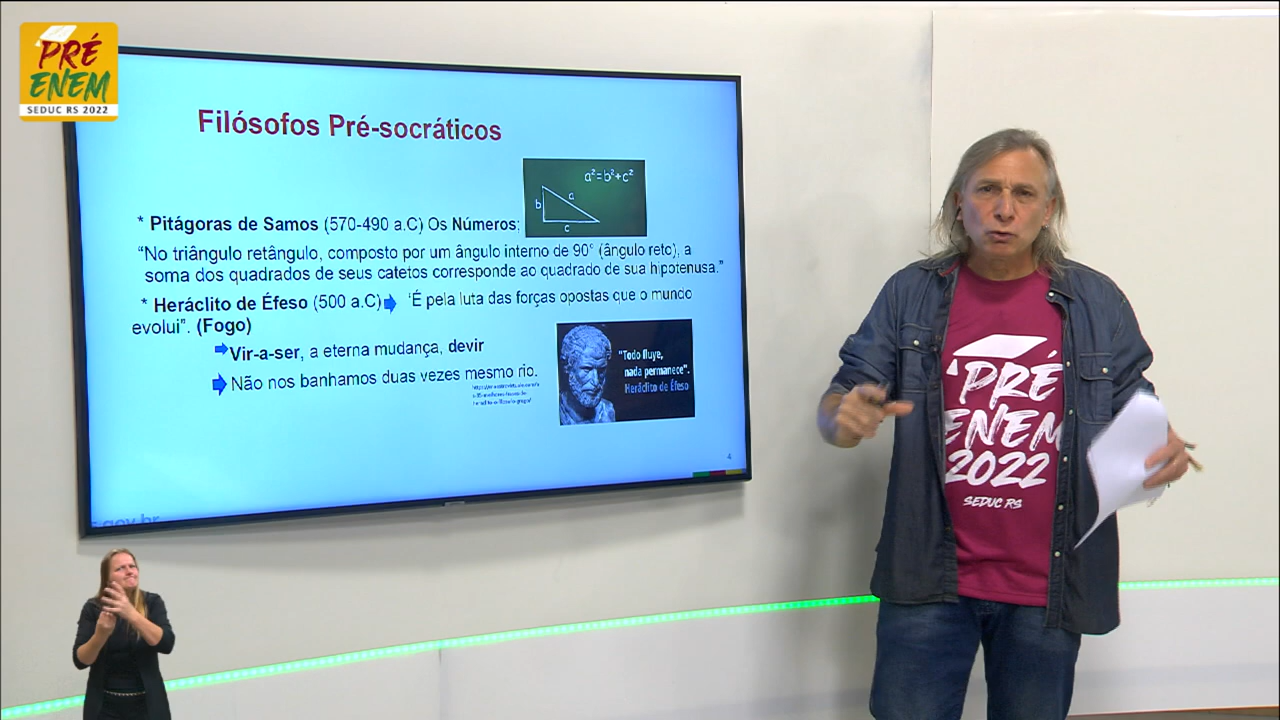 PRÉ
ENEM
SEDUC RS 2022
Filósofos Pré-socráticos
a²=b²+c²
b
a
c
* Pitágoras de Samos (570-490 a.C) Os Números;
“No triângulo retângulo, composto por um ângulo interno de 90° (ângulo reto), a
soma dos quadrados de seus catetos corresponde ao quadrado de sua hipotenusa.”
* Heráclito de Éfeso (500 a.C) ‘É pela luta das forças opostas que o mundo
evolui”. (Fogo)
Vir-a-ser, a eterna mudança, devir
Não nos banhamos duas vezes mesmo rio.
"Todo fluye,
nada permanece".
Heráclito de Éfeso
4
.gov.br
PRÉ
ENEM
2022
SEDUC RS